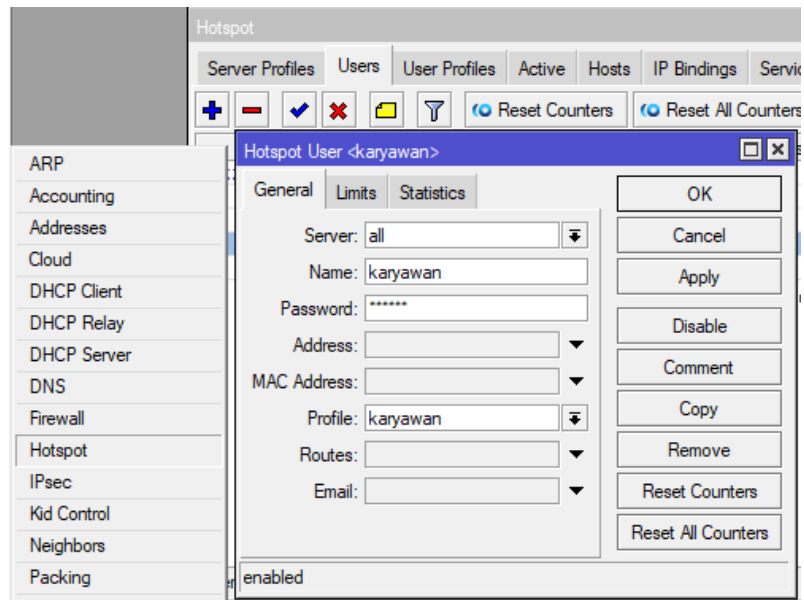 Hotspot
Server Profiles Users User Profiles Active Hosts IP Bindings
Reset Counters Reset All Counters
ARP
Accounting
Addresses
Cloud
DHCP Client
DHCP Relay
DHCP Server
DNS
Firewall
Hotspot
IPsec
Kid Control
Neighbors
Packing
Hotspot User <karyawan>
General Limits Statistics
Server: all
Name: karyawan
Password: ******
Address:
MAC Address:
Profile: karyawan
Routes:
Email:
OK
Cancel
Apply
Disable
Comment
Copy
Remove
Reset Counters
Reset All Counters
enabled